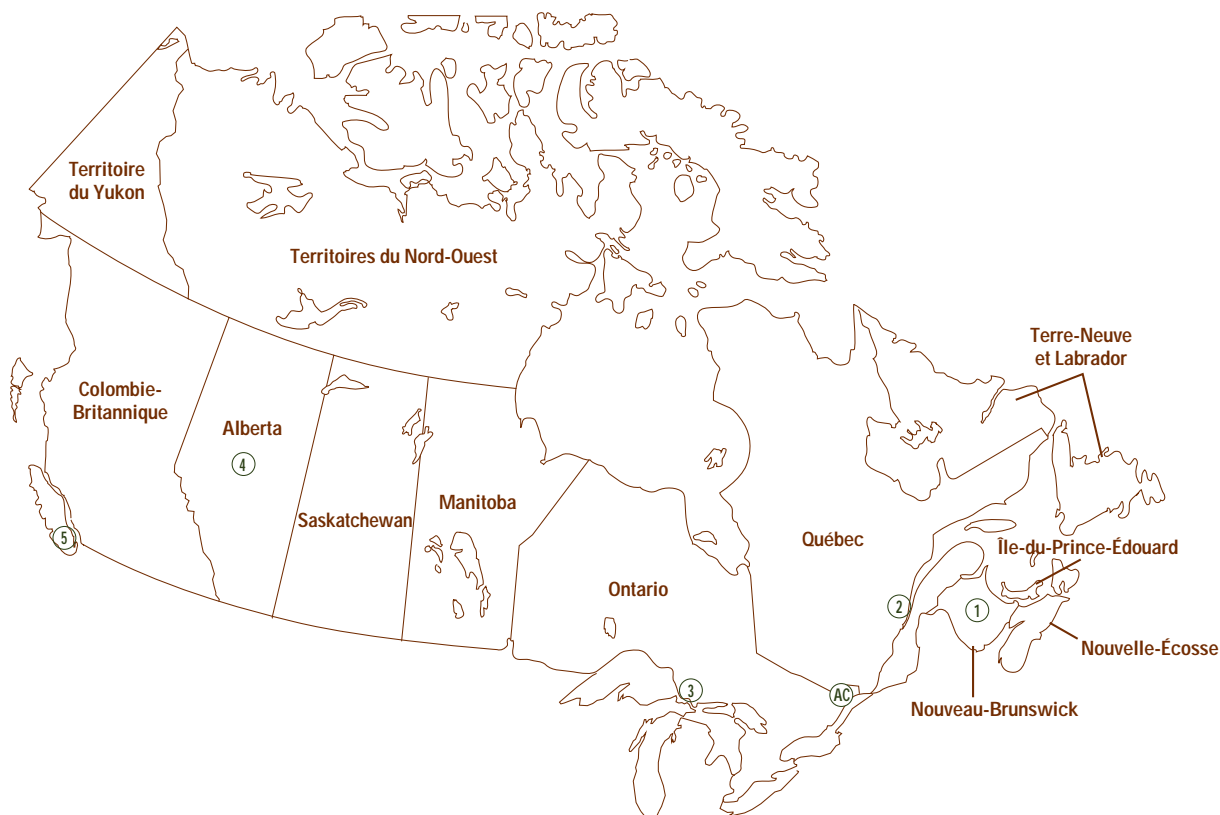 Territoire
du Yukon
Territoires du Nord-Ouest
Terre-Neuve
et Labrador
Colombie-
Britannique
Alberta
4
Saskatchewan
Manitoba
5
Québec
Île-du-Prince-Édouard
Ontario
2
1
Nouvelle-Écosse
3
AC
Nouveau-Brunswick